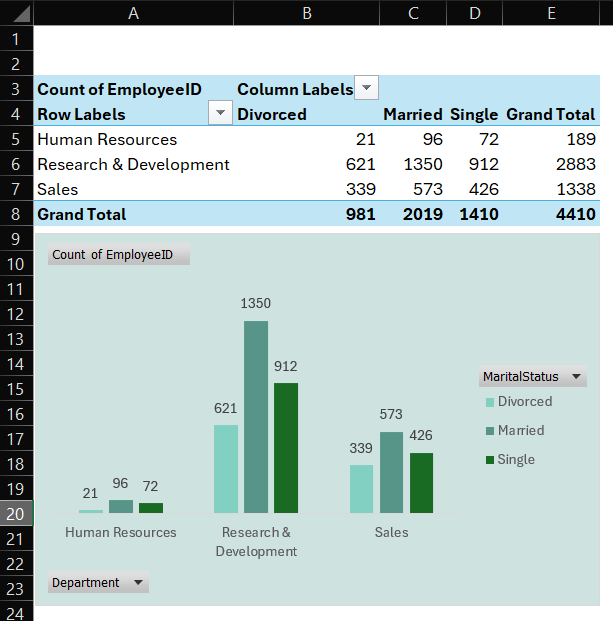 A B C D E
1
2
3 Count of EmployeeID Column Labels
4 Row Labels Divorced Married Single Grand Total
5 Human Resources 21 96 72 189
6 Research & Development 621 1350 912 2883
7 Sales 339 573 426 1338
8 Grand Total 981 2019 1410 4410
9
10 Count of EmployeeID
11
12 1350
13
14 912
15 MaritalStatus
16 621 573 Divorced
17 339 426 Married
18 Single
19 21 96 72
20
21 Human Resources Research & Sales
22 Development
23 Department
24